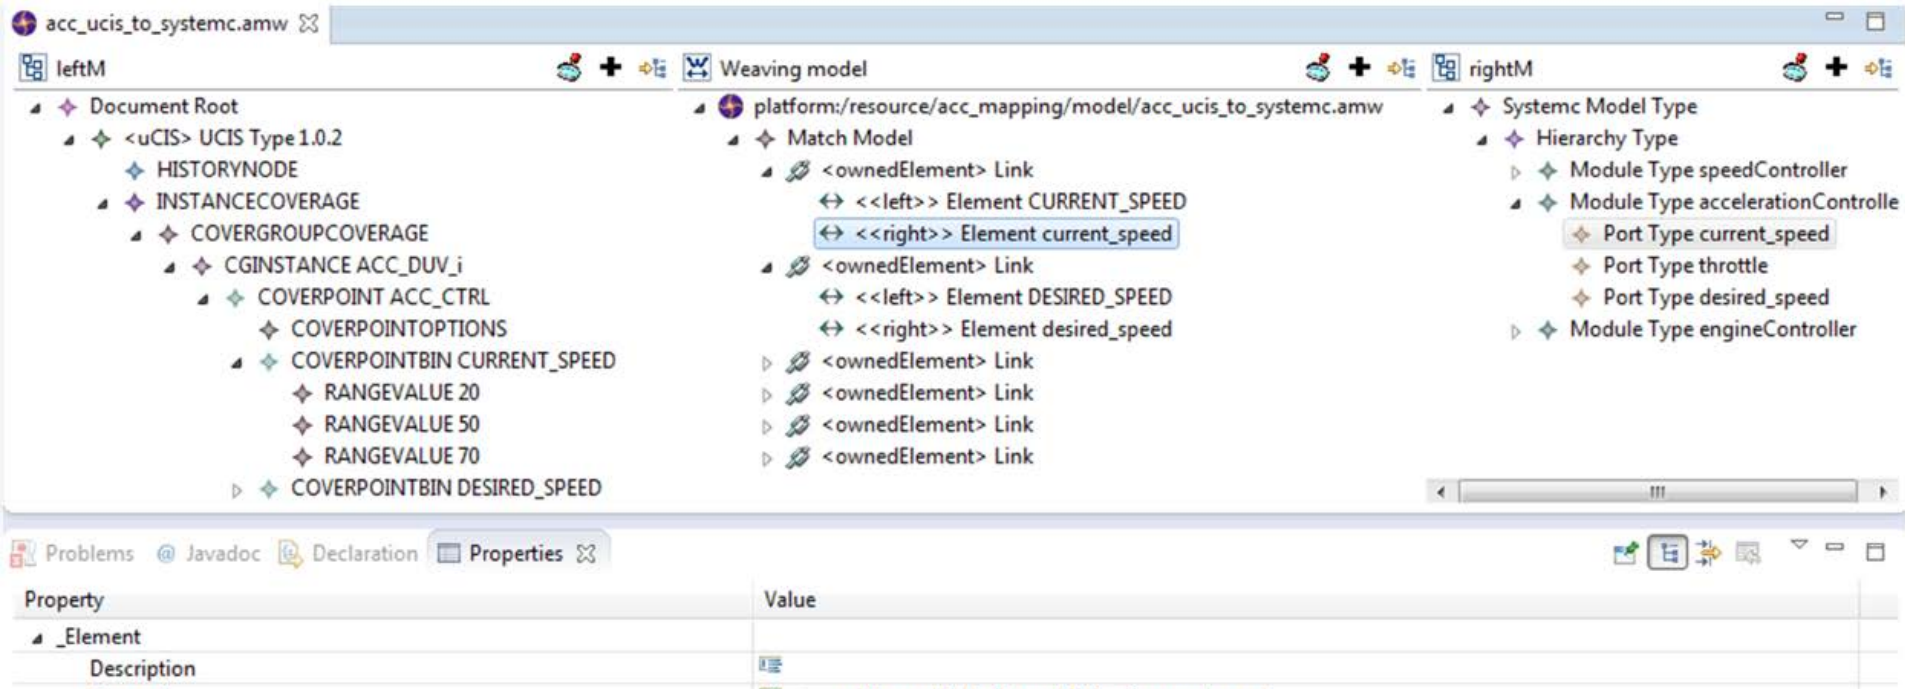 acc_ucis_to_systemc.amw
leftM
Document Root
<uCIS> UCIS Type 1.0.2
HISTORYNODE
INSTANCECOVERAGE
COVERGROUPCOVERAGE
CGINSTANCE ACC_DUV_i
COVERPOINT ACC_CTRL
COVERPOINTOPTIONS
COVERPOINTBIN CURRENT_SPEED
RANGEVALUE 20
RANGEVALUE 50
RANGEVALUE 70
COVERPOINTBIN DESIRED_SPEED
Weaving model
platform:/resource/acc_mapping/model/acc_ucis_to_systemc.amw
Match Model
<ownedElement> Link
<<left>> Element CURRENT_SPEED
<<right>> Element current_speed
<ownedElement> Link
<<left>> Element DESIRED_SPEED
<<right>> Element desired_speed
<ownedElement> Link
<ownedElement> Link
<ownedElement> Link
<ownedElement> Link
rightM
Systemc Model Type
Hierarchy Type
Module Type speedController
Module Type accelerationControlle
Port Type current_speed
Port Type throttle
Port Type desired_speed
Module Type engineController
Problems @ Javadoc Declaration Properties
Property Value
_Element
Description